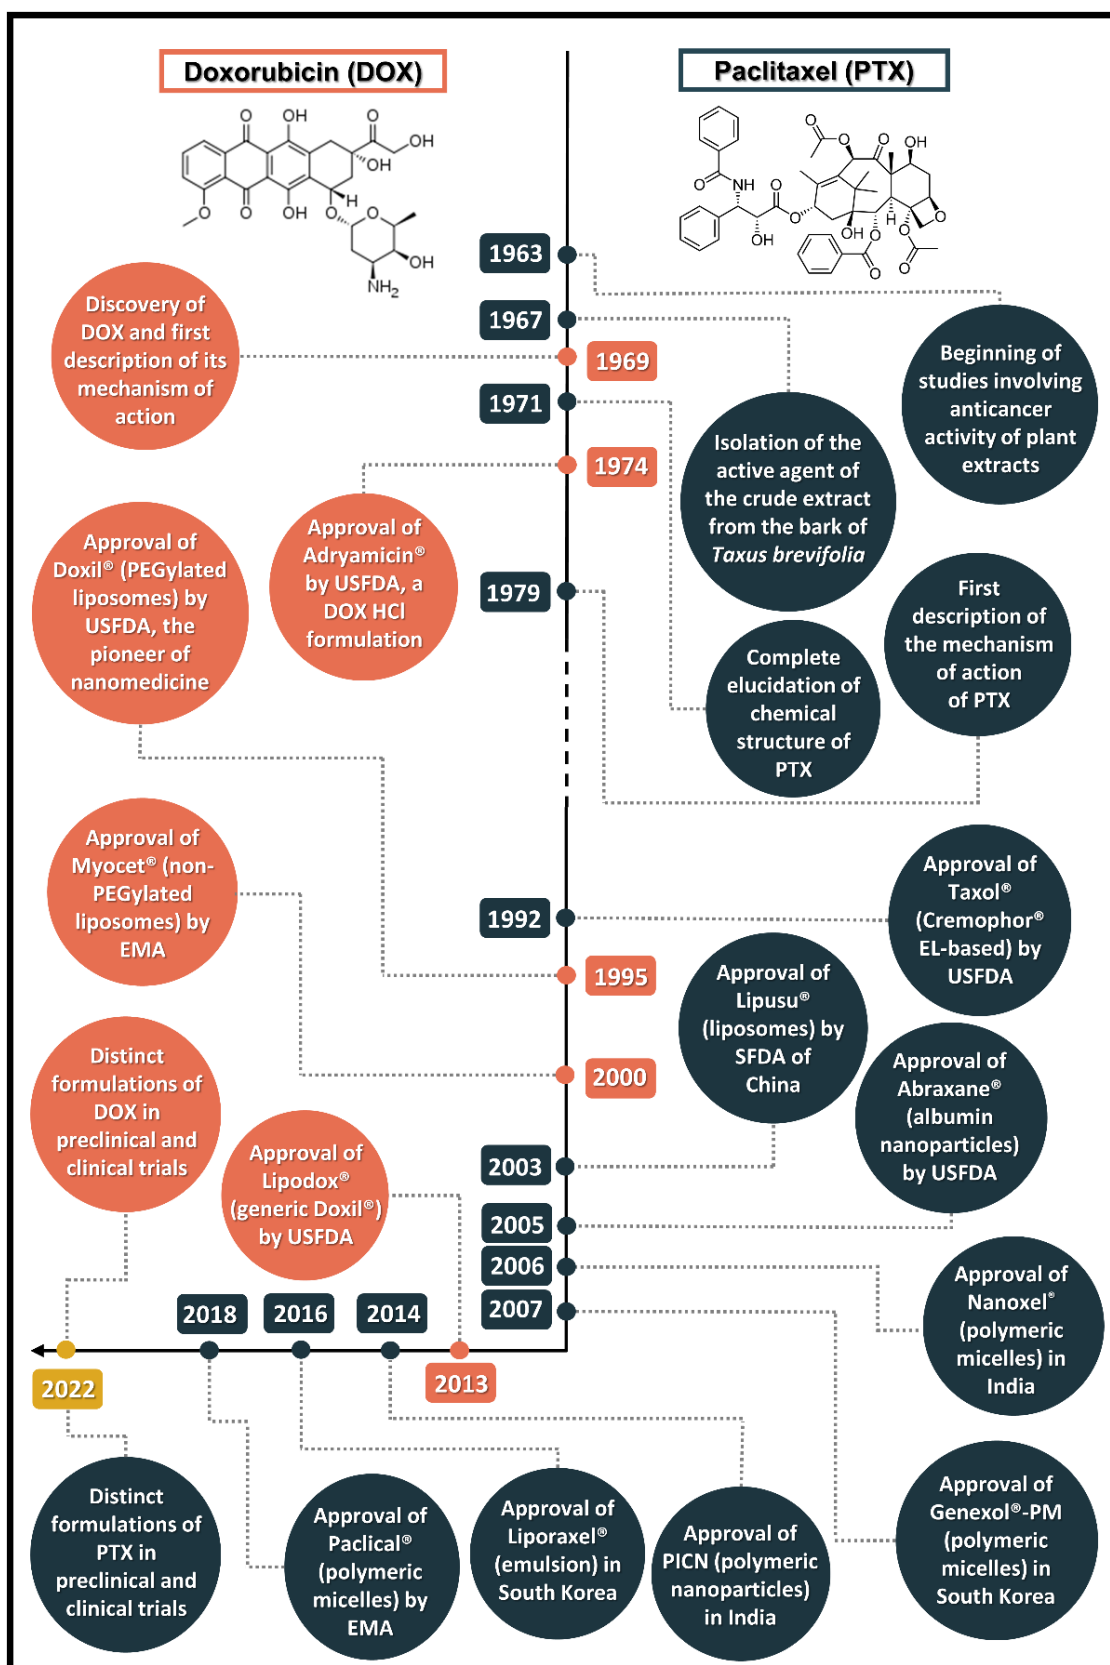 Doxorubicin (DOX)
Paclitaxel (PTX)
O
OH
O
OH
OH
O
O
OH
O
O
OH
NH₂
O
NH
O
OH
O
O
O
O
OH
O
HO
H
O
O
O
O
O
1963
1967
1969
1971
1974
1979
1992
1995
2000
2003
2005
2006
2007
2013
2014
2016
2018
2022
Discovery of
DOX and first
description of its
mechanism of
action
Beginning of
studies involving
anticancer
activity of plant
extracts
Isolation of the
active agent of
the crude extract
from the bark of
Taxus brevifolia
Approval of
Adryamicin®
by USFDA, a
DOX HCl
formulation
Approval of
Doxil® (PEGylated
liposomes) by
USFDA, the
pioneer of
nanomedicine
First
description of
the mechanism
of action
of PTX
Complete
elucidation of
chemical
structure of
PTX
Approval of
Myocet® (non-
PEGylated
liposomes) by
EMA
Approval of
Taxol®
(Cremophor®
EL-based) by
USFDA
Approval of
Lipusu®
(liposomes) by
SFDA of
China
Distinct
formulations of
DOX in
preclinical and
clinical trials
Approval of
Abraxane®
(albumin
nanoparticles)
by USFDA
Approval of
Lipodox®
(generic Doxil®)
by USFDA
Approval of
Nanoxel®
(polymeric
micelles) in
India
Distinct
formulations of
PTX in
preclinical and
clinical trials
Approval of
Paclical®
(polymeric
micelles) by
EMA
Approval of
Liporaxel®
(emulsion) in
South Korea
Approval of
PICN (polymeric
nanoparticles)
in India
Approval of
Genexol®-PM
(polymeric
micelles) in
South Korea